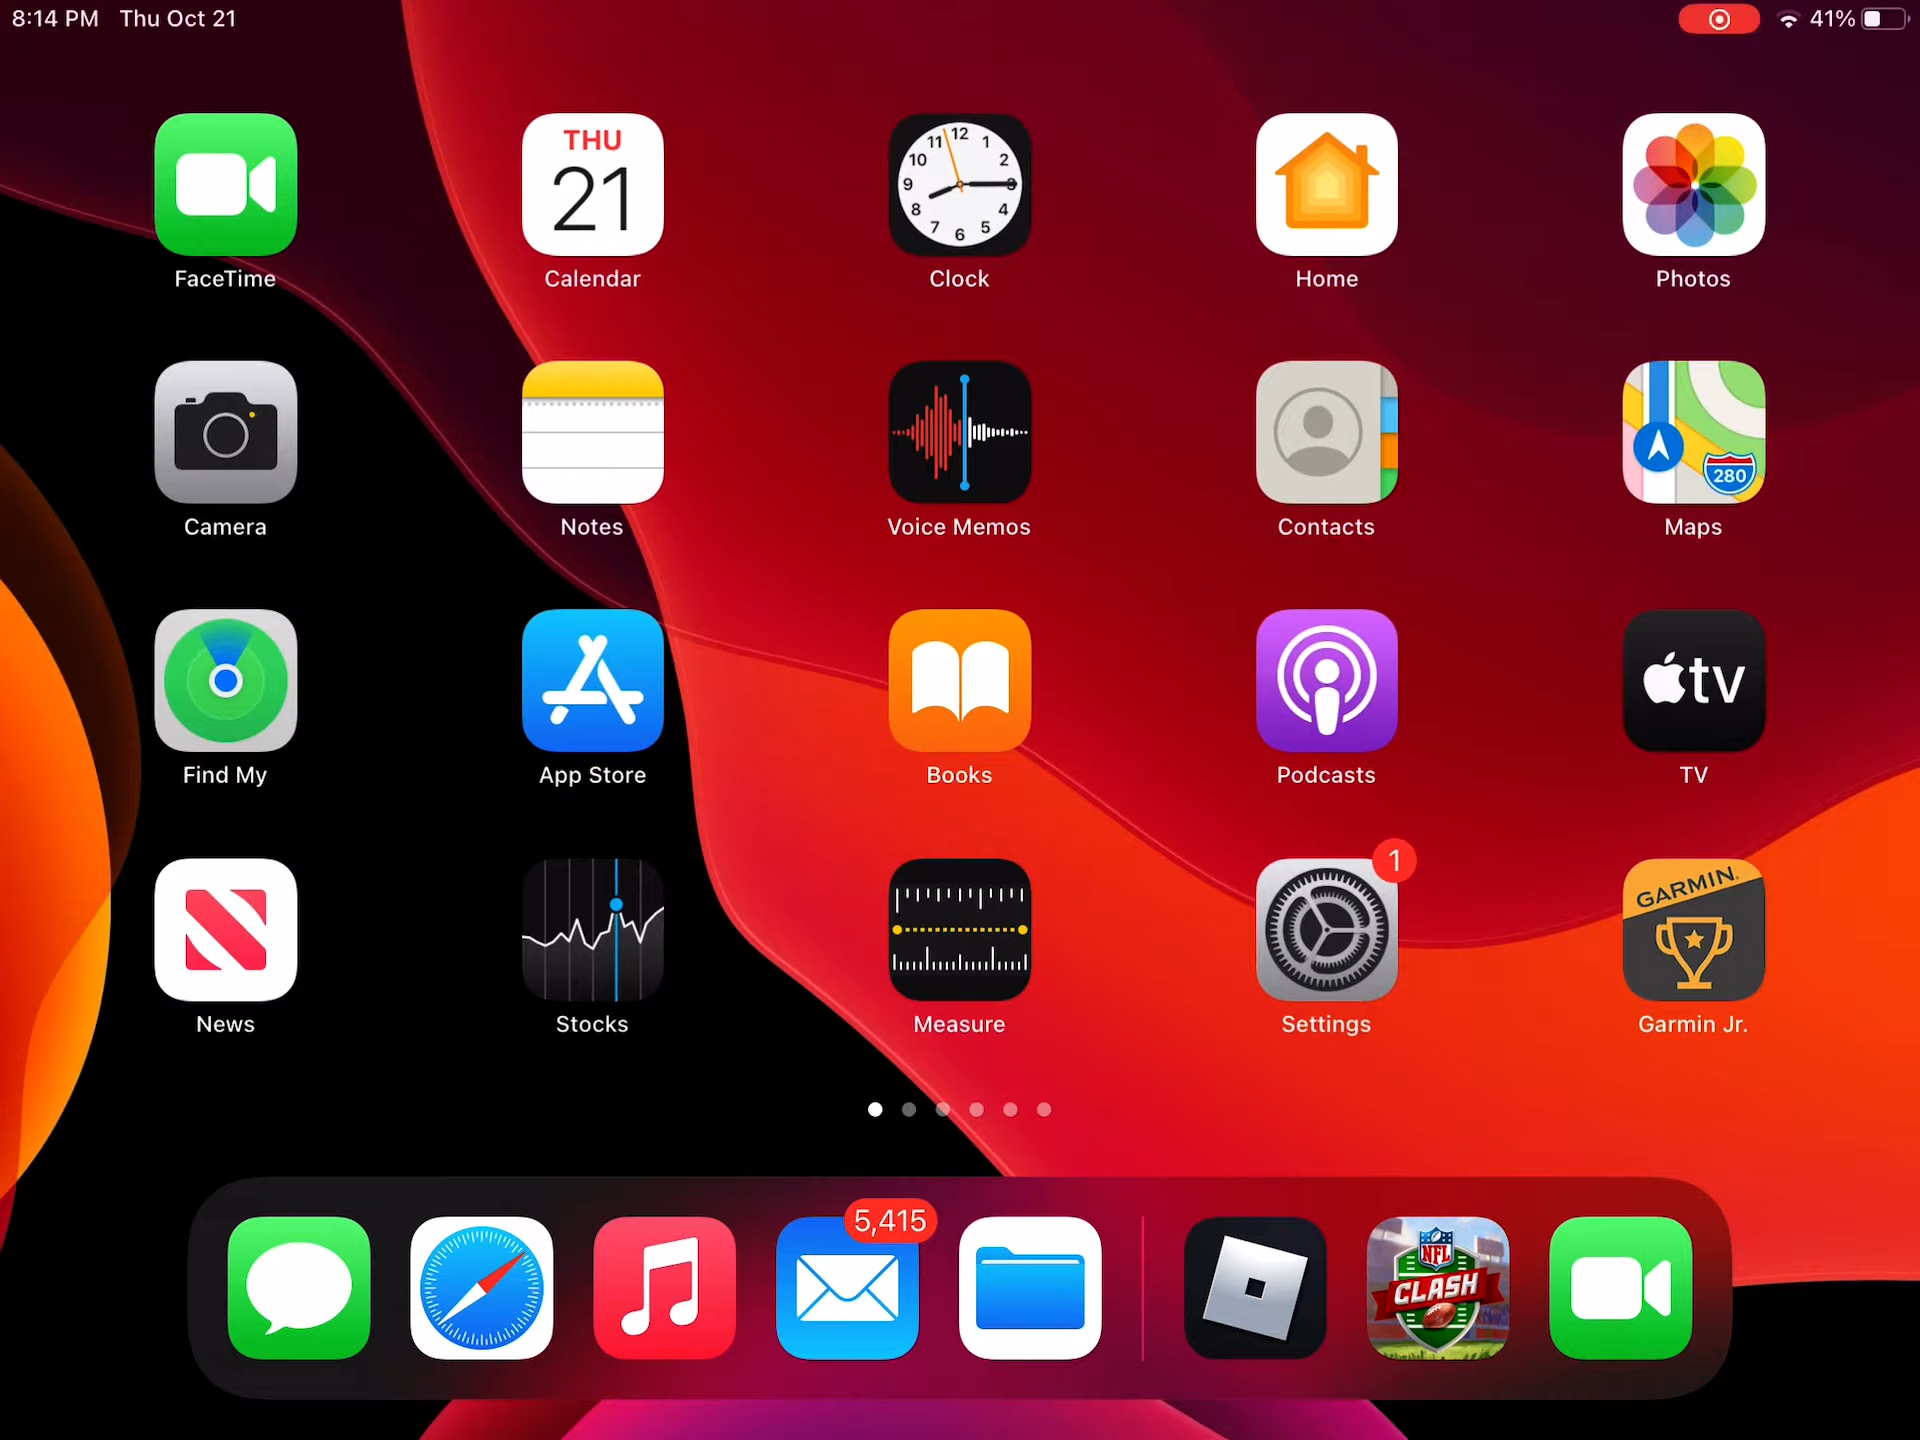 8:14 PM Thu Oct 21
41%
THU
21
12
11 1
10 2
9 3
8 4
7 5
6
FaceTime Calendar Clock Home Photos
280
Camera Notes Voice Memos Contacts Maps
tv
Find My App Store Books Podcasts TV
1
GARMIN
News Stocks Measure Settings Garmin Jr.
5,415
NFL
CLASH